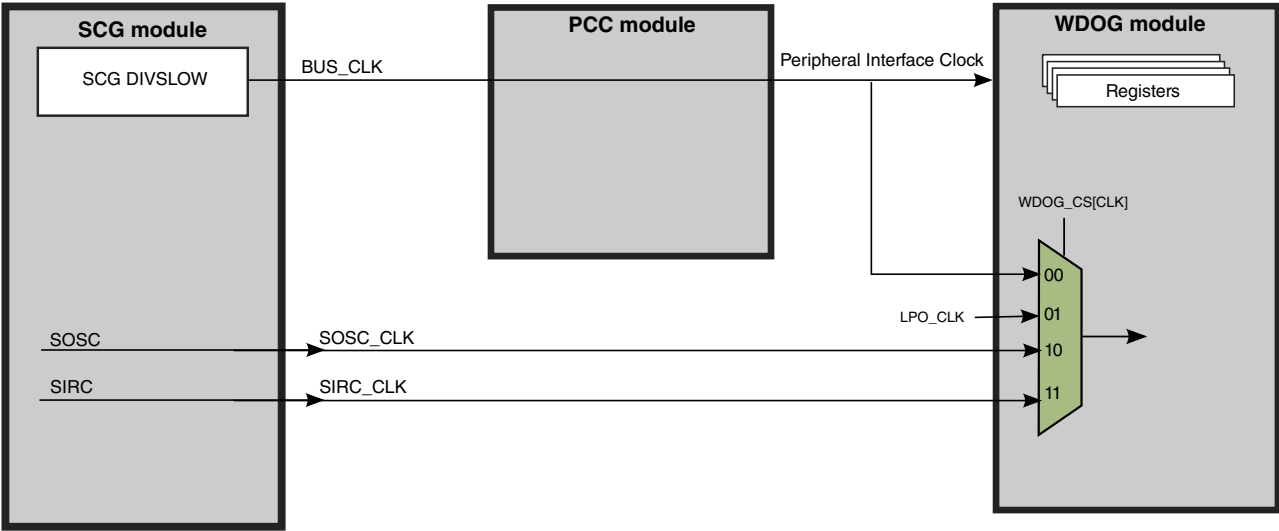 SCG module
PCC module
WDOG module
SCG DIVSLOW
BUS_CLK
Peripheral Interface Clock
Registers
WDOG_CS[CLK]
00
LPO_CLK
01
SOSC
SOSC_CLK
10
SIRC
SIRC_CLK
11